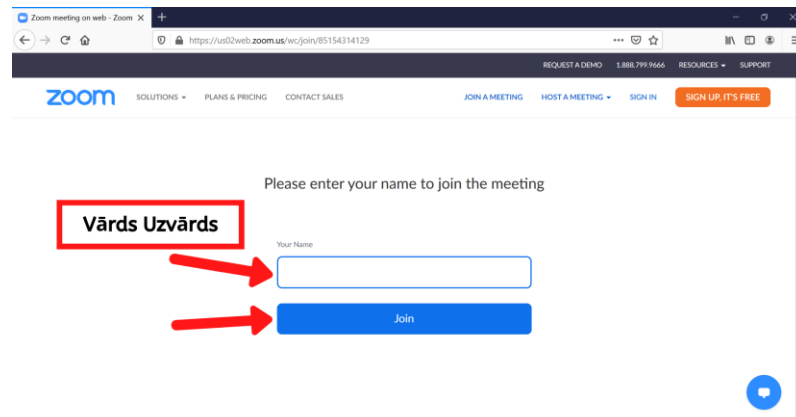 Zoom meeting on web - Zoom
https://us02web.zoom.us/wc/join/85154314129
REQUEST A DEMO 1.888.799.9666 RESOURCES SUPPORT
zoom SOLUTIONS PLANS & PRICING CONTACT SALES JOIN A MEETING HOST A MEETING SIGN IN SIGN UP, IT'S FREE
Please enter your name to join the meeting
Vārds Uzvārds
Your Name
Join